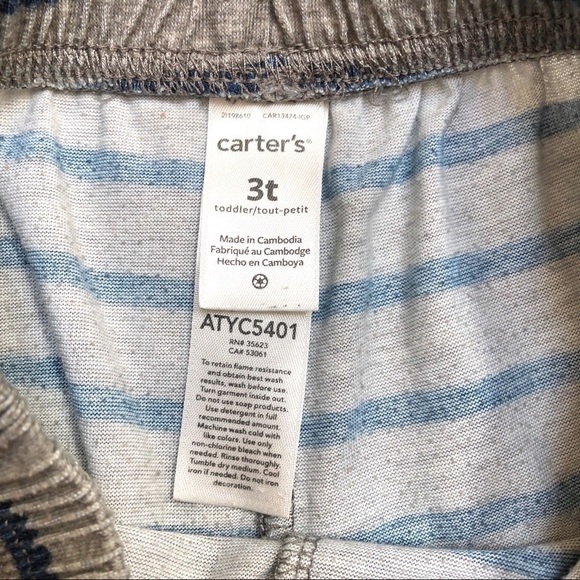 2I198610 CAR13474-IGP
carter's
3t
toddler/tout-petit
Made in Cambodia
Fabriqué au Cambodge
Hecho en Camboya
ATYC5401
RN# 35623
CA# 53061
To retain flame resistance
and obtain best wash
results, wash before use.
Turn garment inside out.
Do not use soap products.
Use detergent in full
recommended amount.
Machine wash cold with
like colors. Use only
non-chlorine bleach when
needed. Rinse thoroughly.
Tumble dry medium. Cool
iron if needed. Do not iron
decoration.